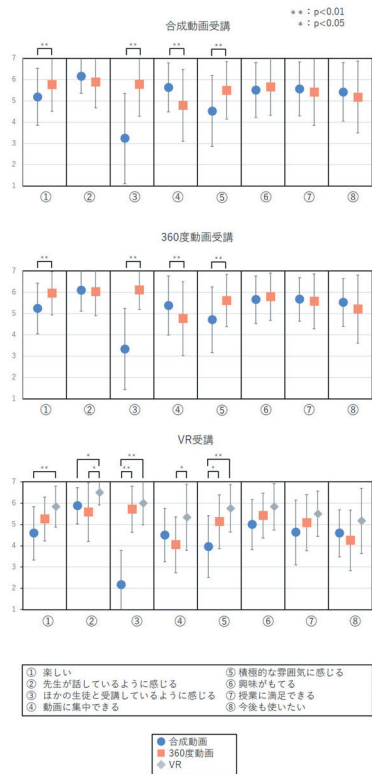 ** : p<0.01
* : p<0.05
合成動画受講
** ** ** **
7
6
5
4
3
2
1
① ② ③ ④ ⑤ ⑥ ⑦ ⑧
360度動画受講
** ** ** **
7
6
5
4
3
2
1
① ② ③ ④ ⑤ ⑥ ⑦ ⑧
VR受講
* ** **
** * ** * *
7
6
5
4
3
2
1
① ② ③ ④ ⑤ ⑥ ⑦ ⑧
① 楽しい
② 先生が話しているように感じる
③ ほかの生徒と受講しているように感じる
④ 動画に集中できる
⑤ 積極的な雰囲気に感じる
⑥ 興味がもてる
⑦ 授業に満足できる
⑧ 今後も使いたい
合成動画
360度動画
VR